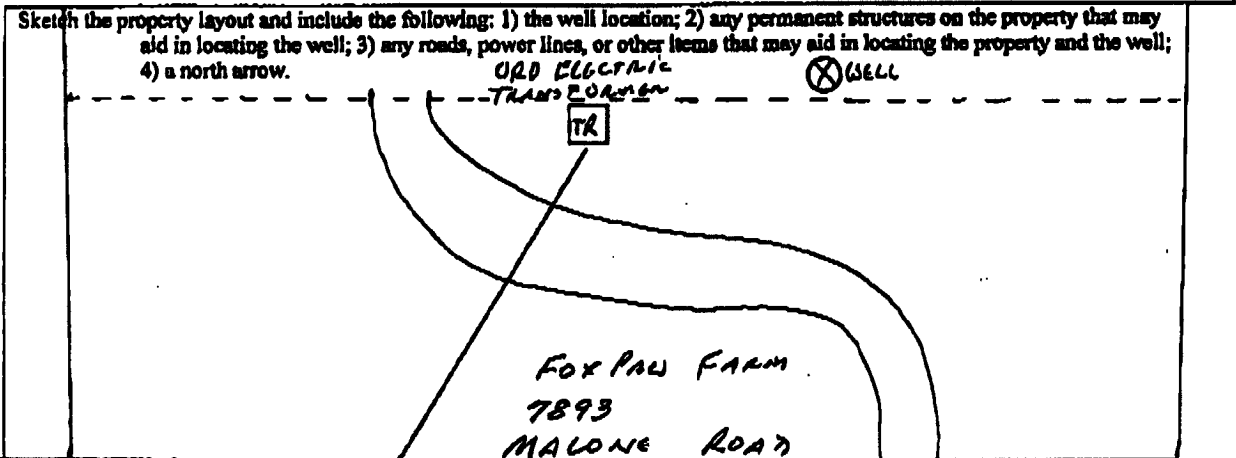 Sketch the property layout and include the following: 1) the well location; 2) any permanent structures on the property that may
aid in locating the well; 3) any roads, power lines, or other items that may aid in locating the property and the well;
4) a north arrow.
URD ELECTRIC
TRANSFORMER
WELL
TR
FOX PAW FARM
7893
MALONE ROAD